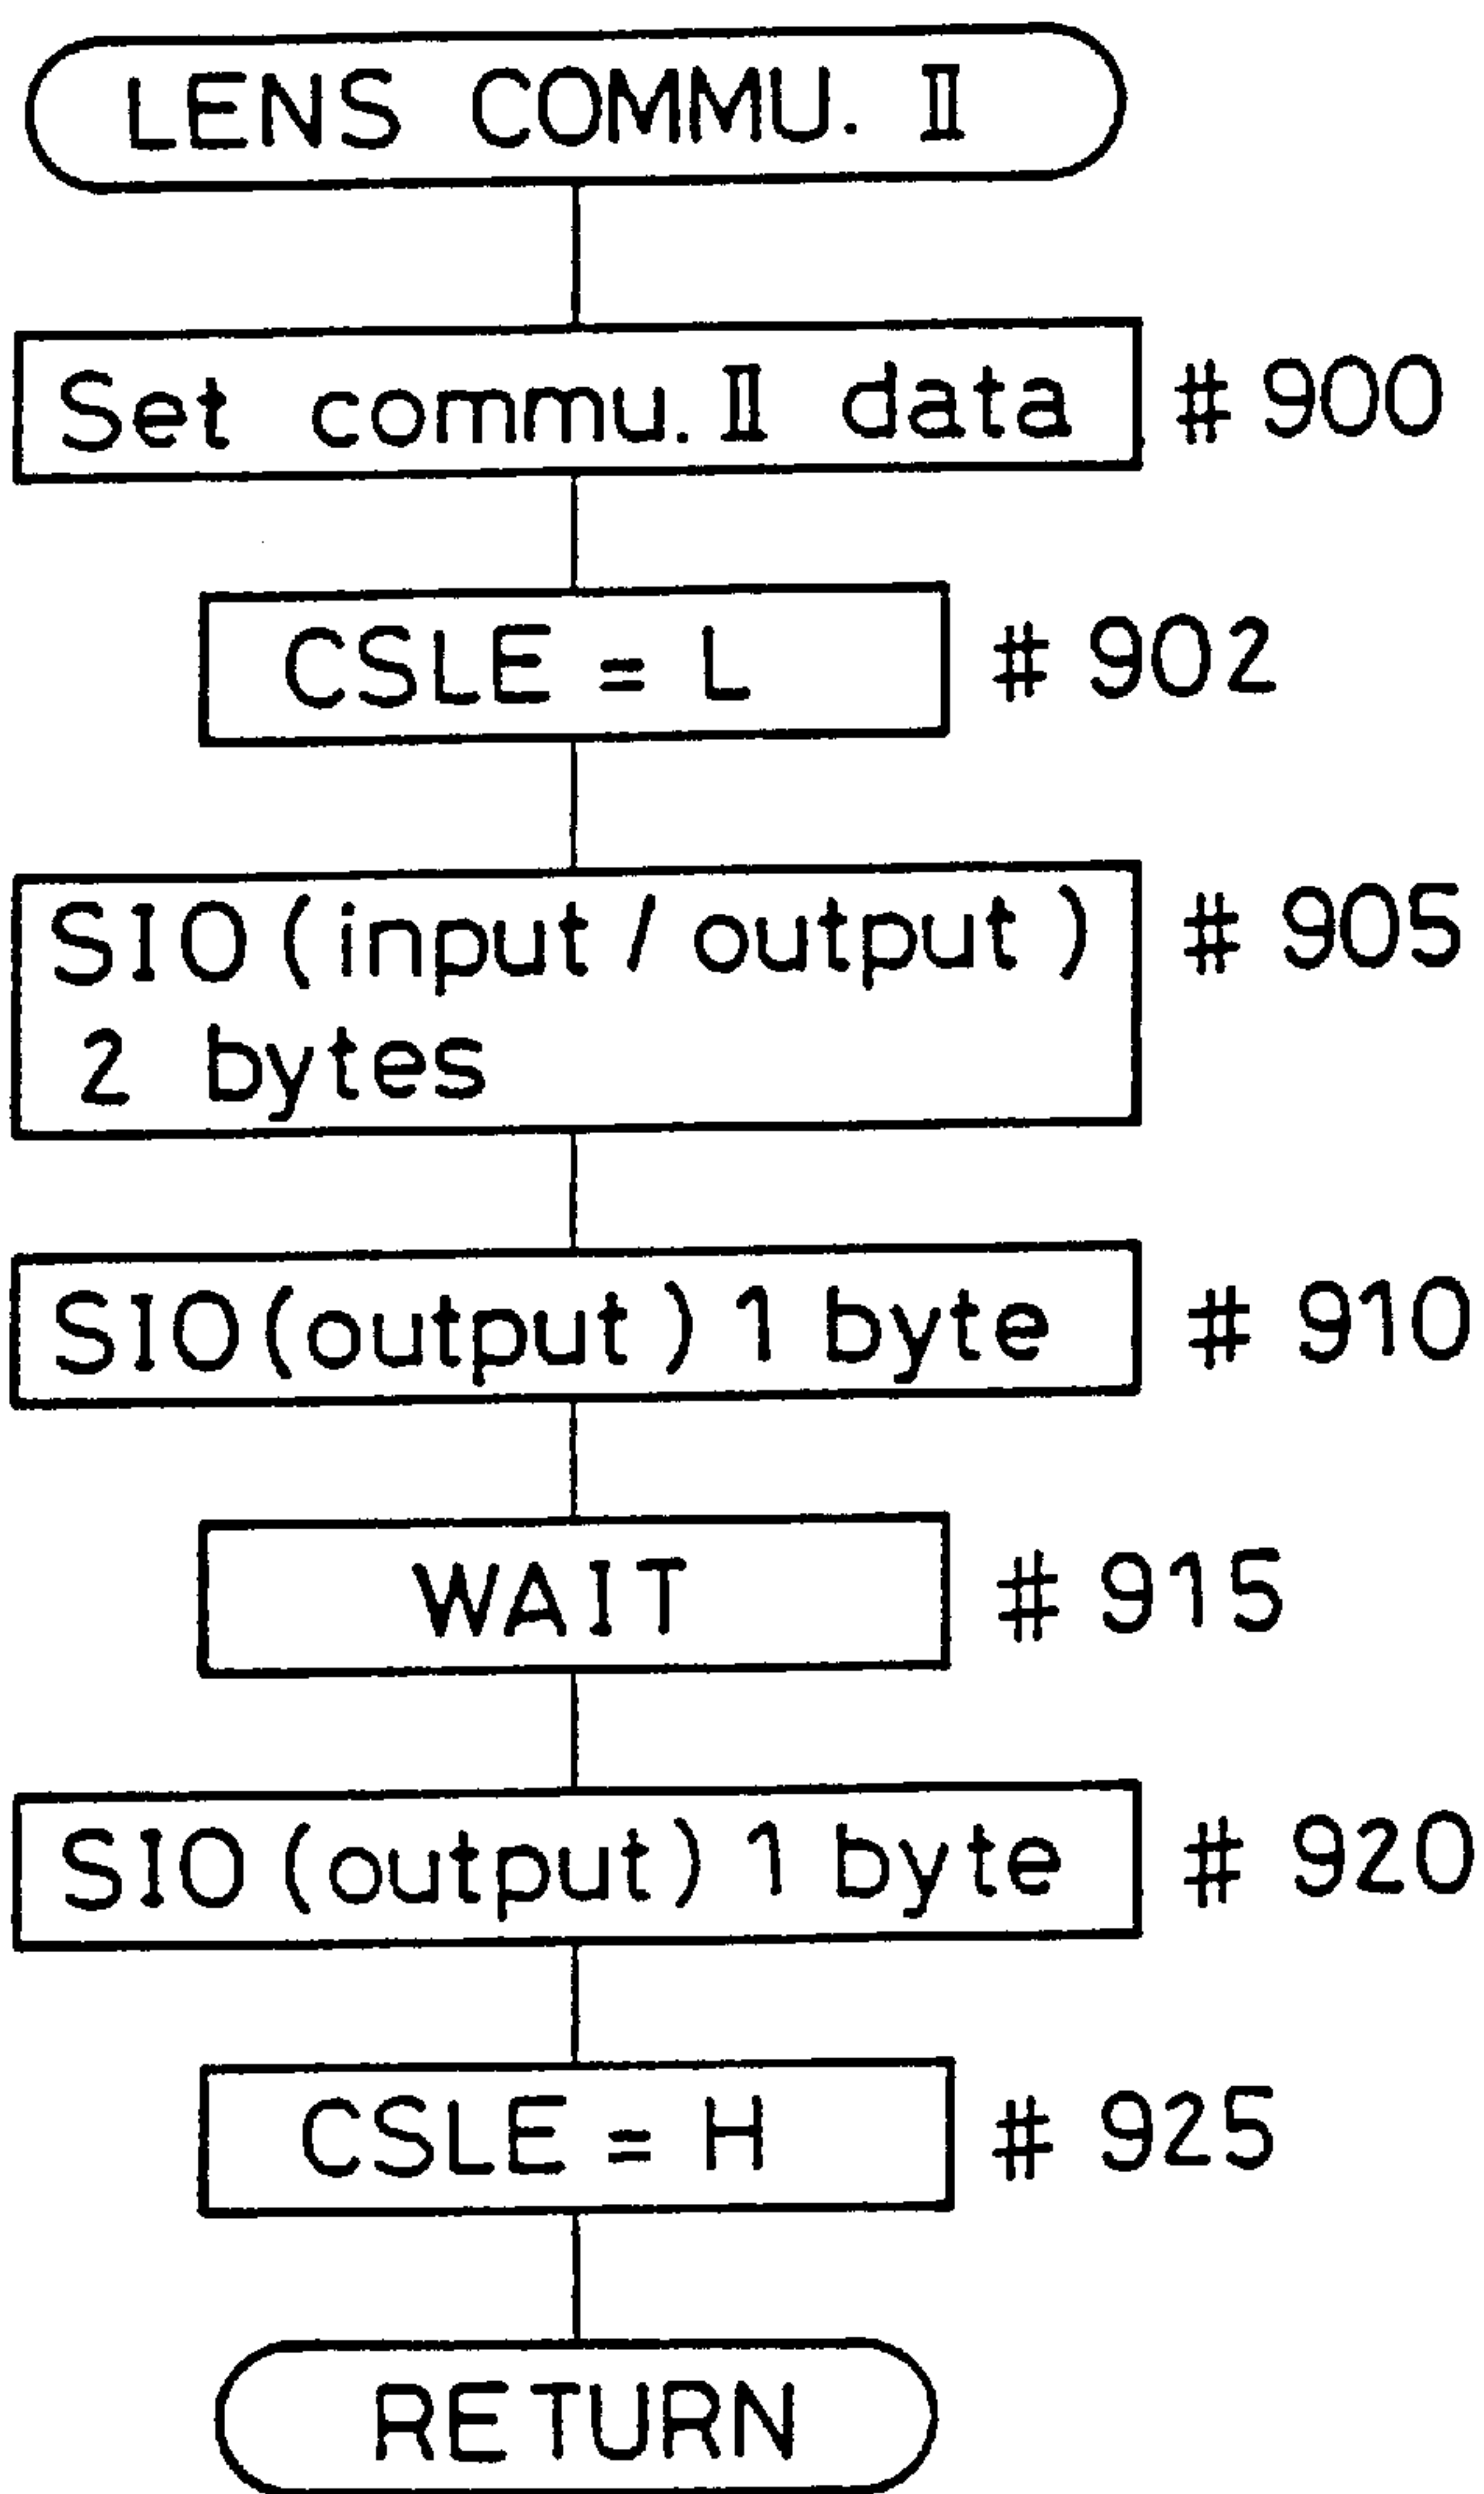 LENS COMMU. Ⅱ
Set commu.Ⅱ data #900
CSLE=L #902
SIO(input/output) #905
2 bytes
SIO(output)1 byte #910
WAIT #915
SIO(output)1 byte #920
CSLE=H #925
RETURN